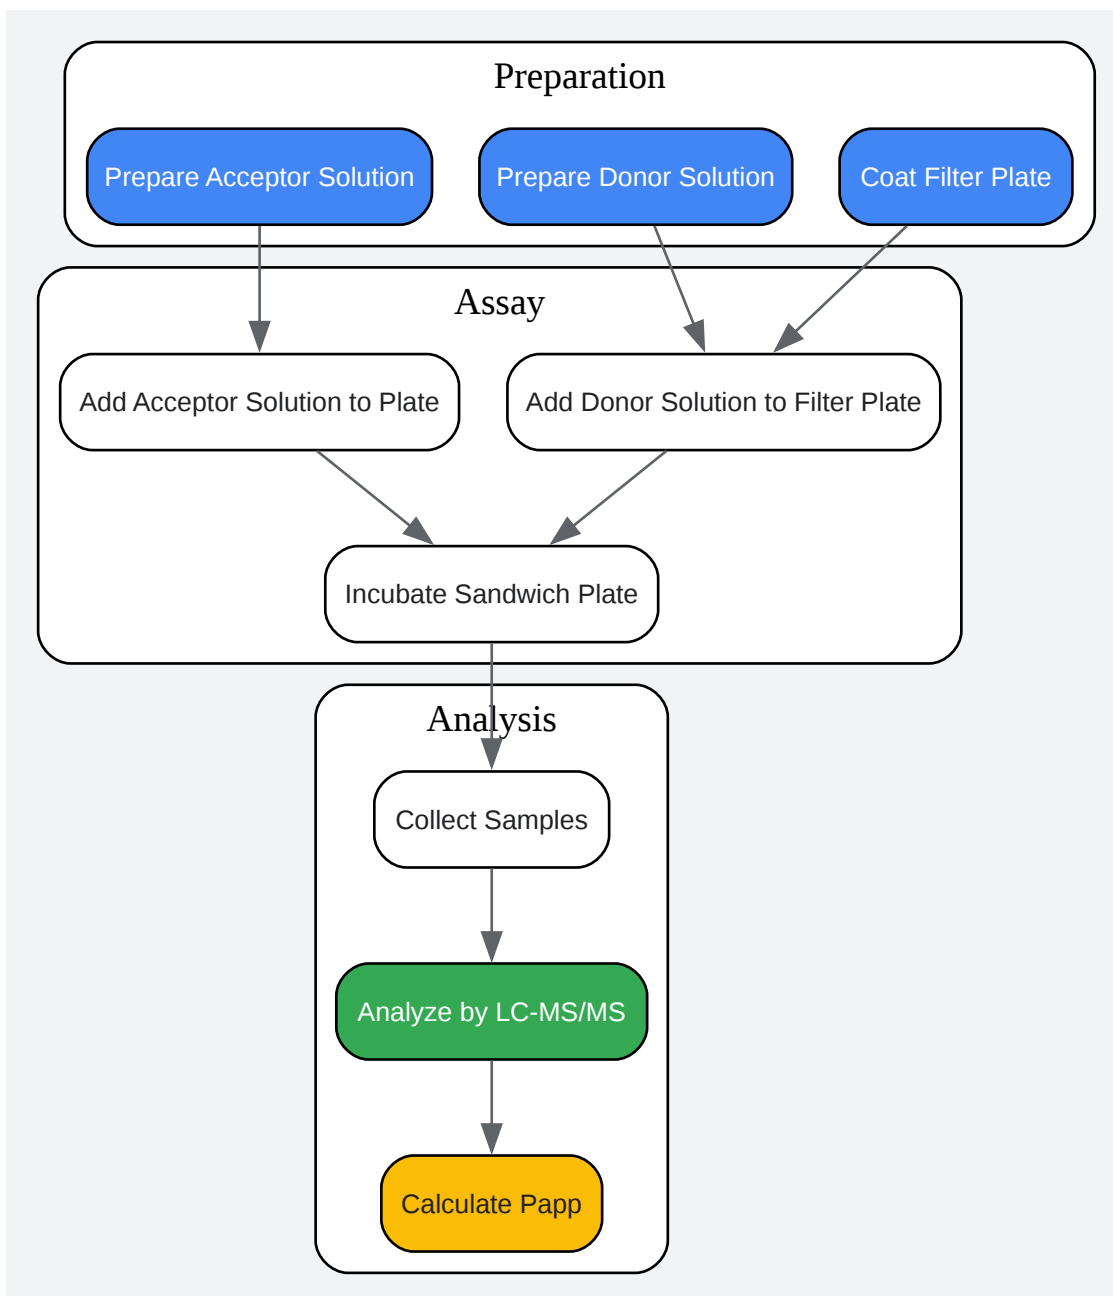 Preparation
Prepare Acceptor Solution
Prepare Donor Solution
Coat Filter Plate
Assay
Add Acceptor Solution to Plate
Add Donor Solution to Filter Plate
Incubate Sandwich Plate
Analysis
Collect Samples
Analyze by LC-MS/MS
Calculate Papp